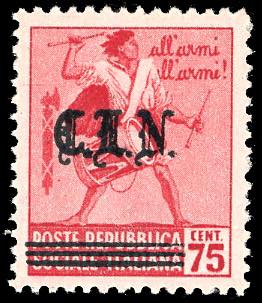 all'armi
all'armi!
C.L.N.
POSTE REPUBBLICA
SOCIALE ITALIANA
CENT.
75